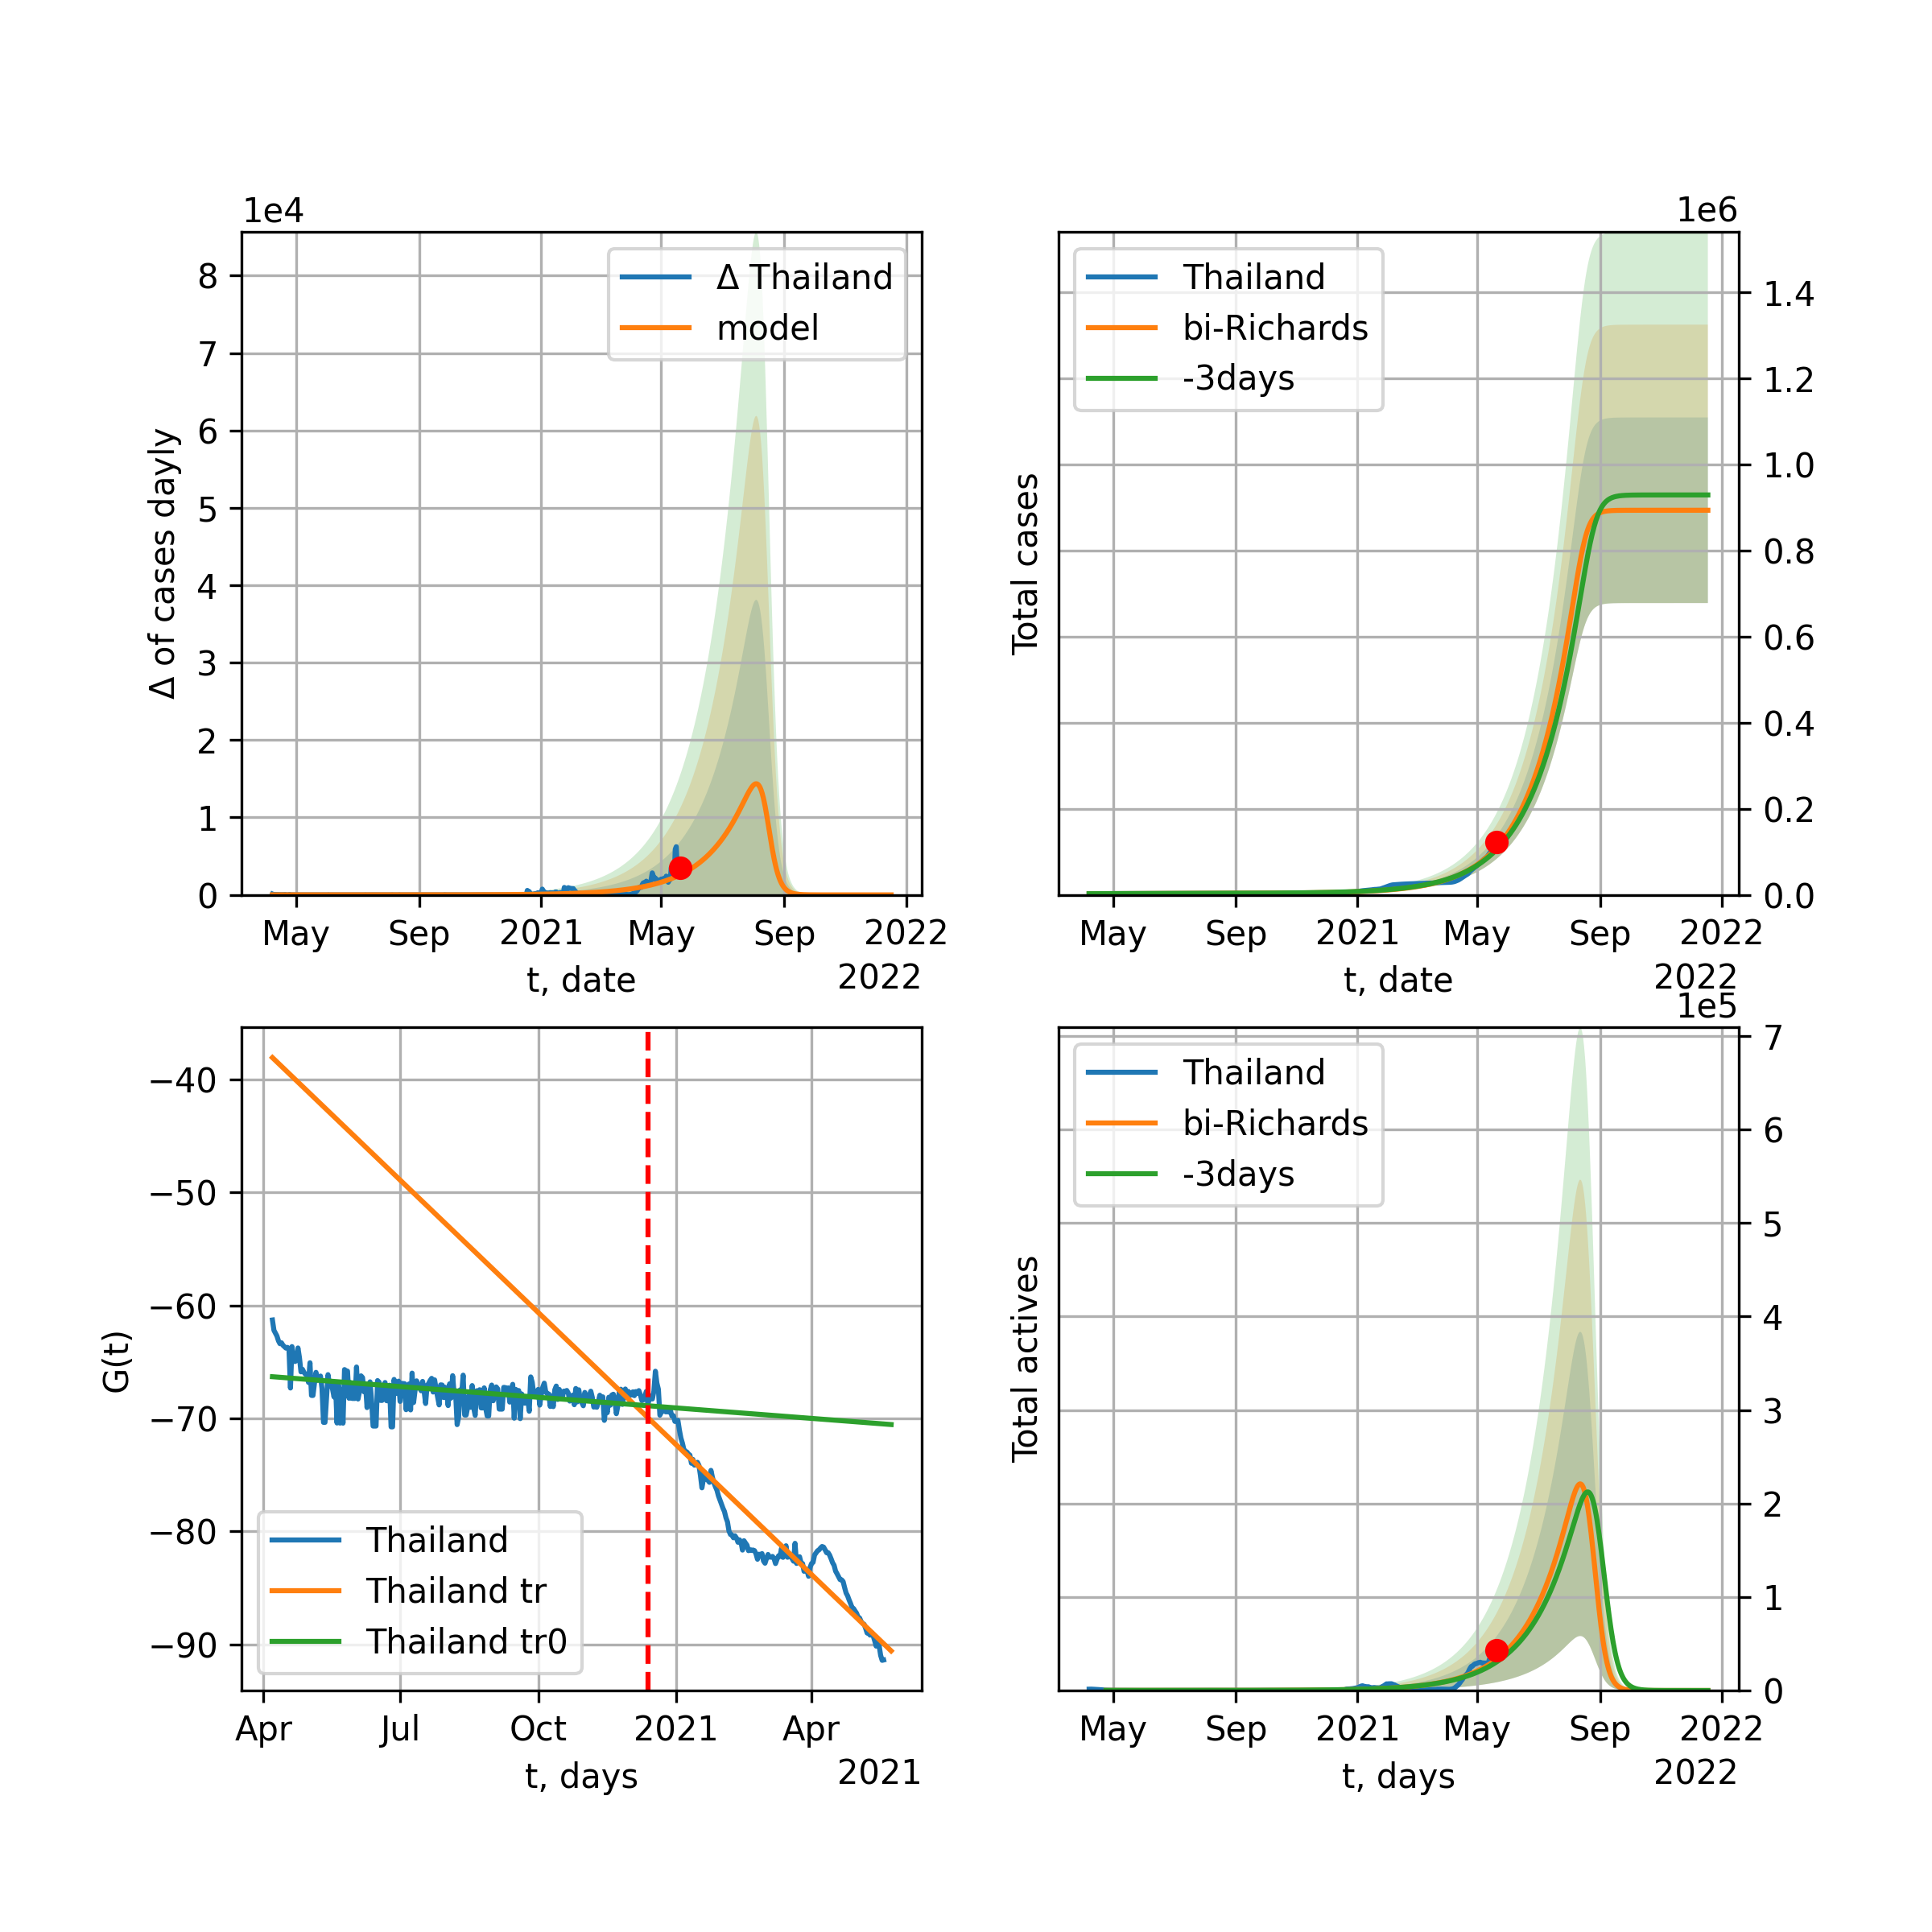 1e4
8
7
6
5
4
3
2
1
0
Δ of cases dayly
Δ Thailand
model
May Sep 2021 May Sep 2022
t, date
2022
1e6
1.4
1.2
1.0
0.8
0.6
0.4
0.2
0.0
Total cases
Thailand
bi-Richards
-3days
May Sep 2021 May Sep 2022
t, date
2022
−40
−50
−60
−70
−80
−90
G(t)
Thailand
Thailand tr
Thailand tr0
Apr Jul Oct 2021 Apr
t, days
2021
1e5
7
6
5
4
3
2
1
0
Total actives
Thailand
bi-Richards
-3days
May Sep 2021 May Sep 2022
t, days
2022